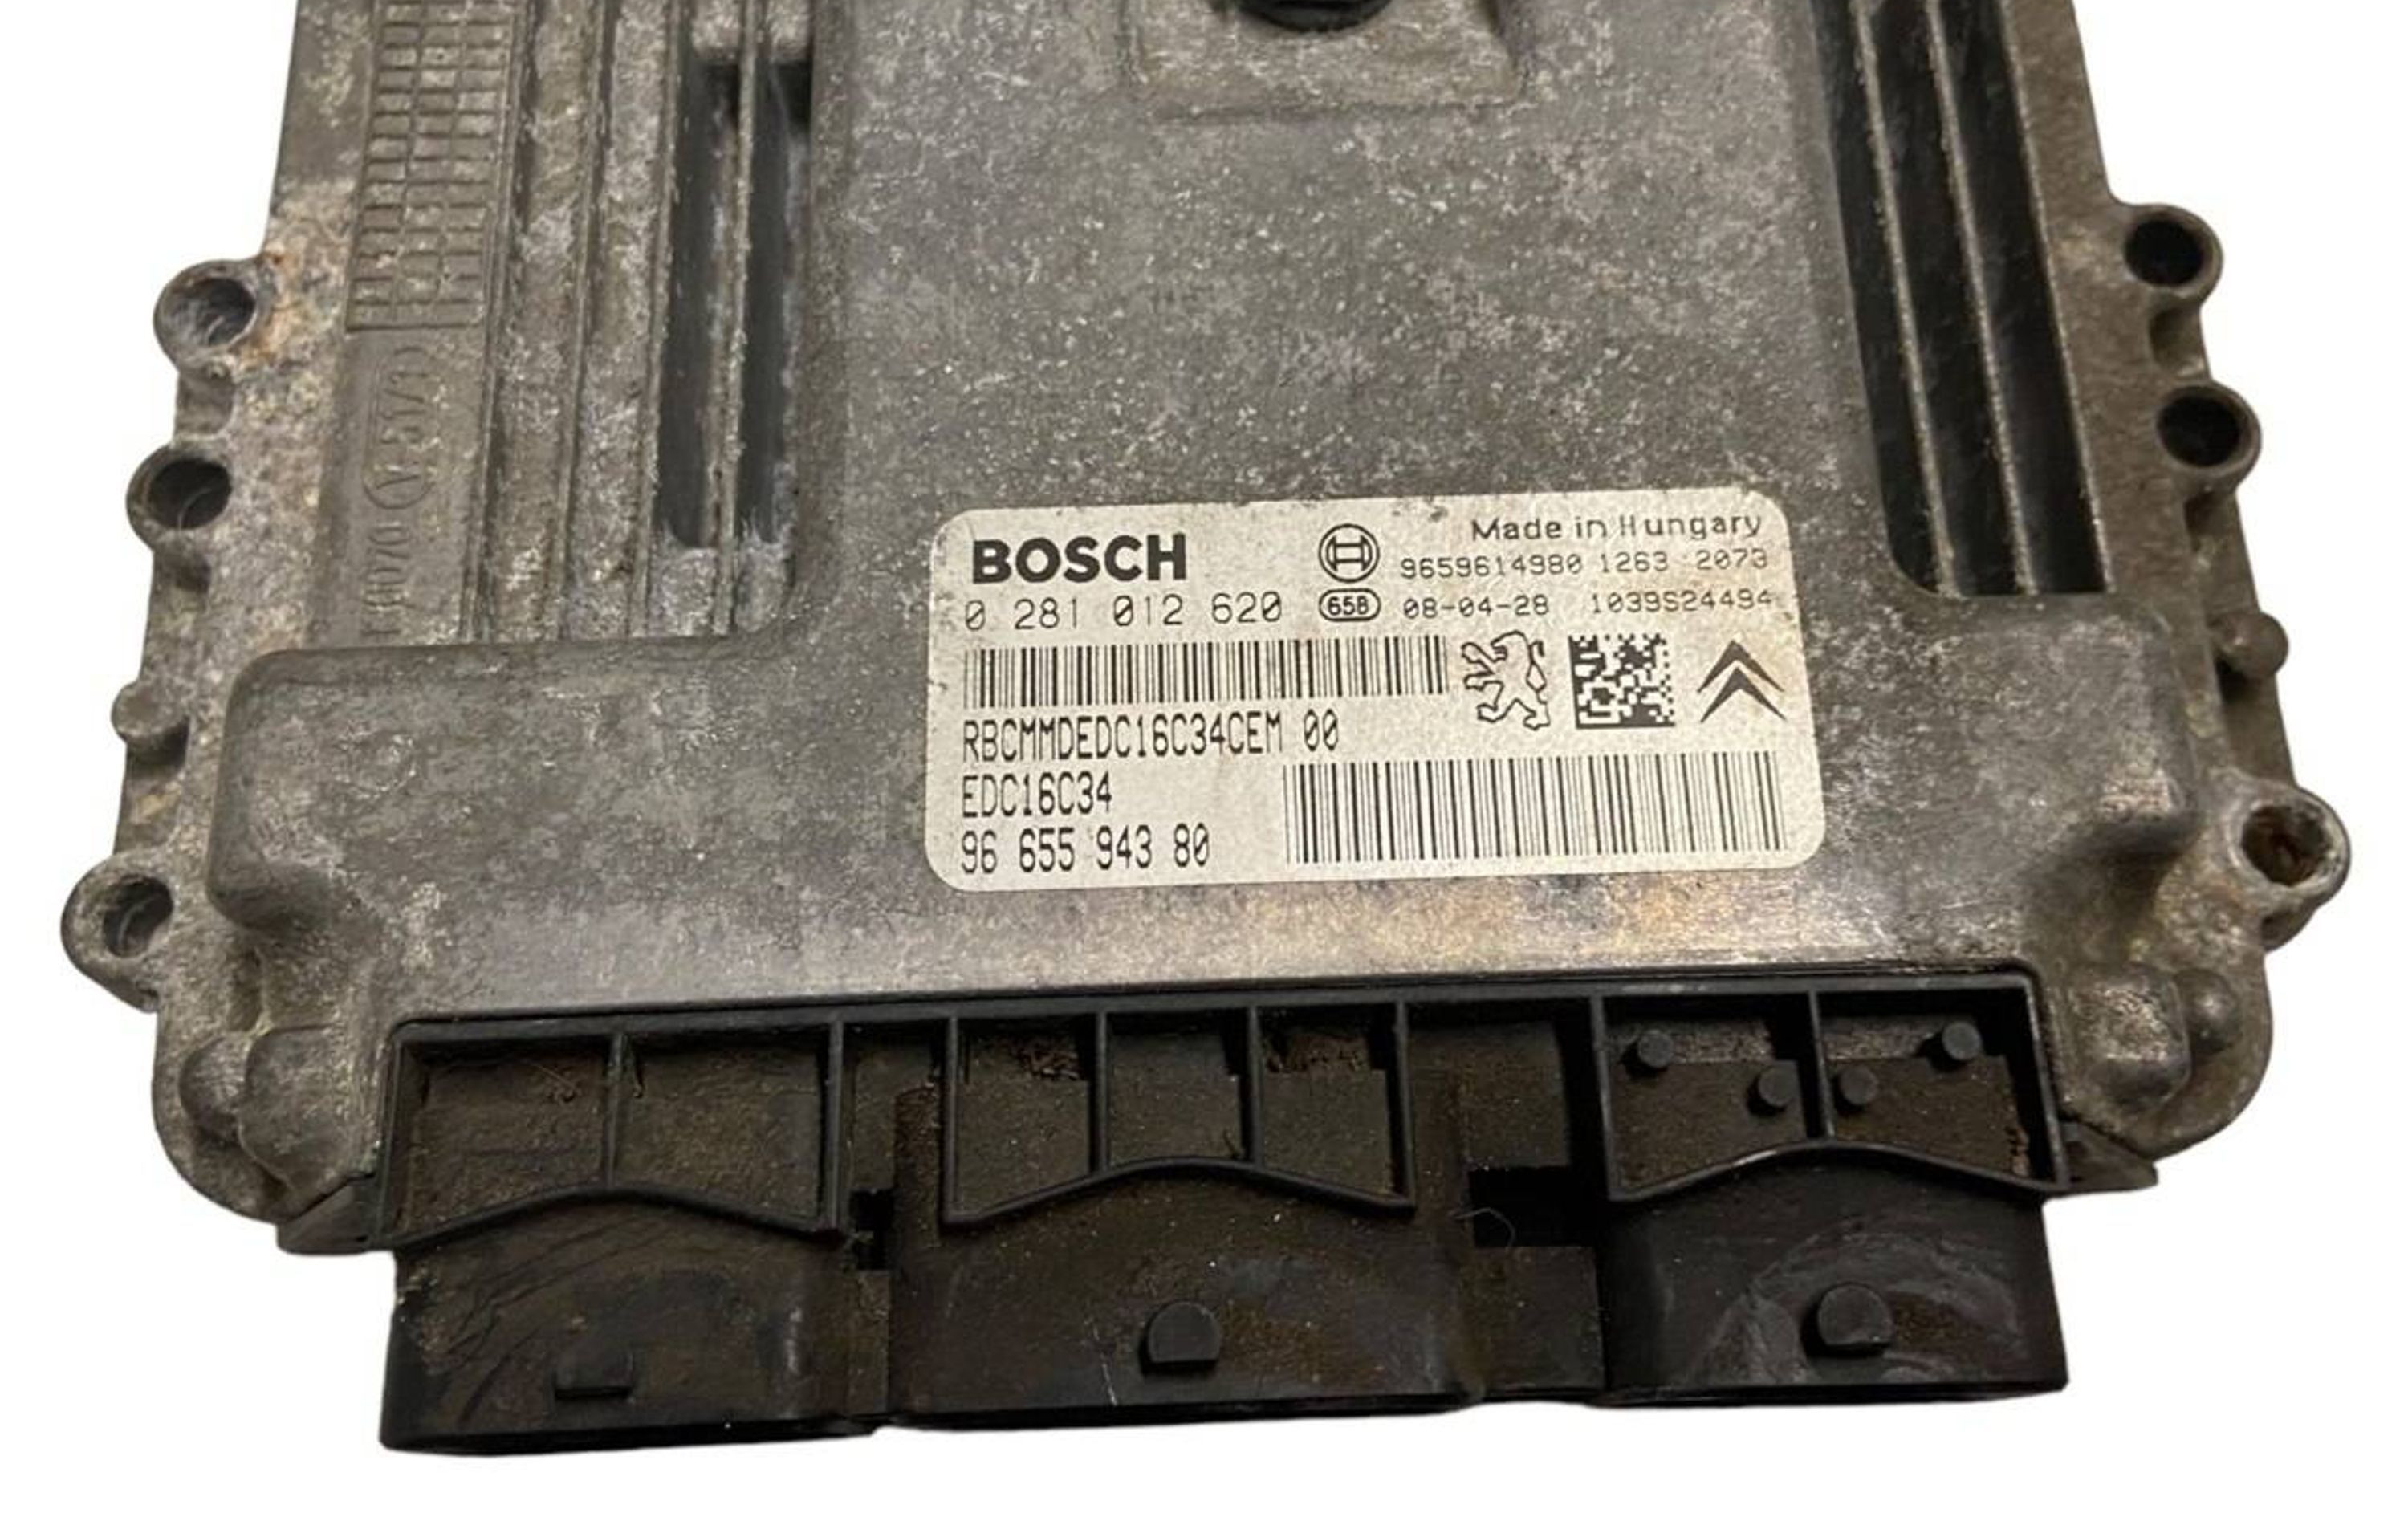 BOSCH
Made in Hungary
9659614980 1263 2073
0 281 012 620
65B 08-04-28 1039S24494
RBCMMDEDC16C34CEM 00
EDC16C34
96 655 943 80